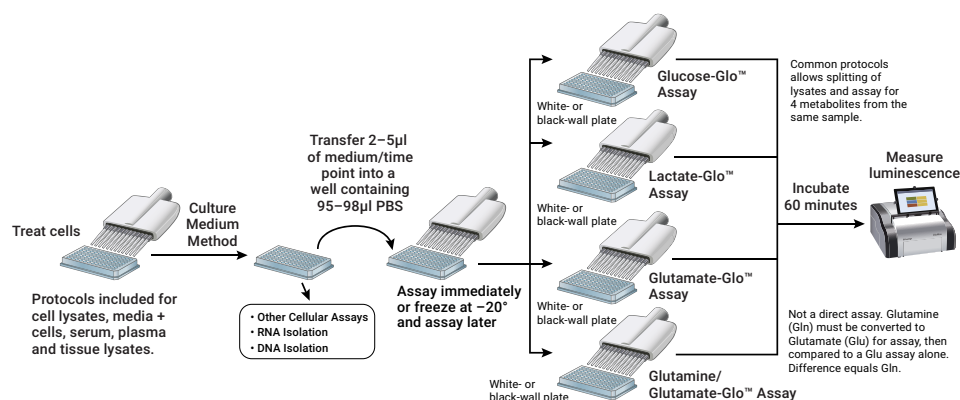 Treat cells
Protocols included for
cell lysates, media +
cells, serum, plasma
and tissue lysates.
Culture
Medium
Method
Transfer 2–5µl
of medium/time
point into a
well containing
95–98µl PBS
• Other Cellular Assays
• RNA Isolation
• DNA Isolation
Assay immediately
or freeze at –20°
and assay later
Glucose-Glo™
Assay
White- or
black-wall plate
Lactate-Glo™
Assay
White- or
black-wall plate
Glutamate-Glo™
Assay
White- or
black-wall plate
Glutamine/
Glutamate-Glo™ Assay
White- or
black-wall plate
Common protocols
allows splitting of
lysates and assay for
4 metabolites from the
same sample.
Incubate
60 minutes
Measure
luminescence
Not a direct assay. Glutamine
(Gln) must be converted to
Glutamate (Glu) for assay, then
compared to a Glu assay alone.
Difference equals Gln.